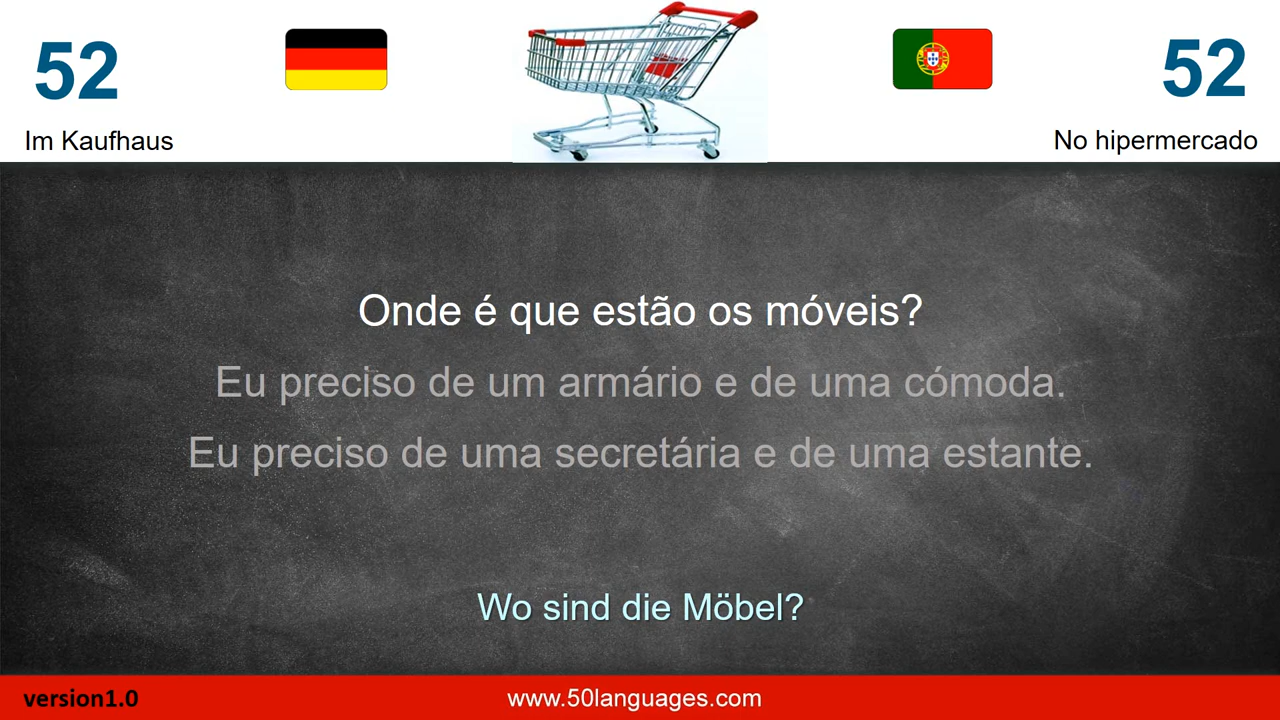 52
52
Im Kaufhaus
No hipermercado
Onde é que estão os móveis?
Eu preciso de um armário e de uma cómoda.
Eu preciso de uma secretária e de uma estante.
Wo sind die Möbel?
version1.0
www.50languages.com